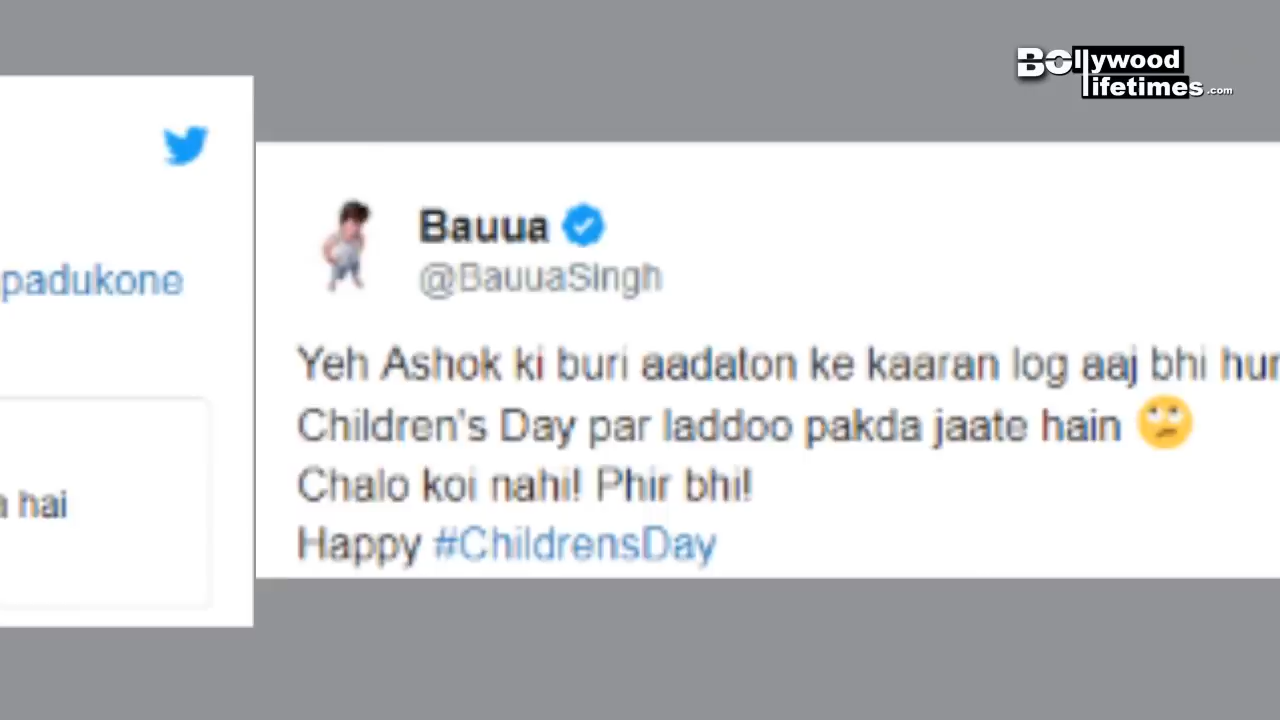 Bollywood
lifetimes.com
padukone
hai
Bauua
@BauuaSingh
Yeh Ashok ki buri aadaton ke kaaran log aaj bhi
Children's Day par laddoo pakda jaate hain 🙄
Chalo koi nahi! Phir bhi!
Happy #ChildrensDay